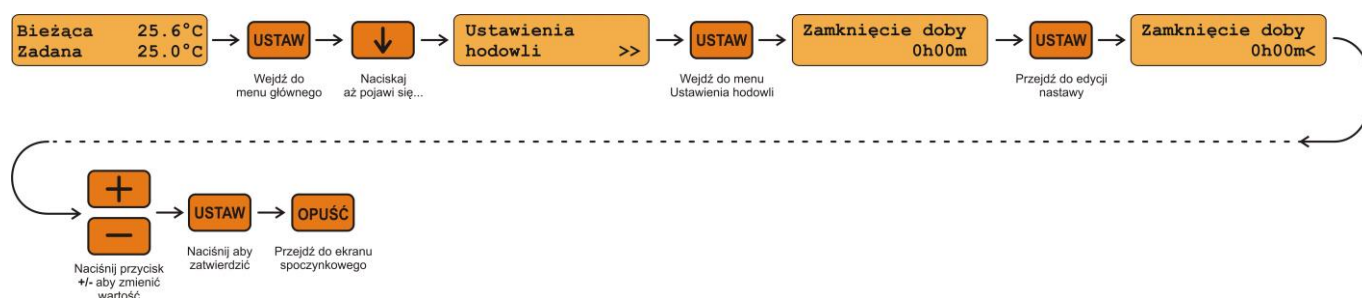 Bieżąca 25.6°C
Zadana 25.0°C
USTAW
Wejdź do
menu głównego
Naciskaj
aż pojawi się...
Ustawienia
hodowli >>
USTAW
Wejdź do menu
Ustawienia hodowli
Zamknięcie doby
0h00m
USTAW
Przejdź do edycji
nastawy
Zamknięcie doby
0h00m<
+
−
Naciśnij przycisk
+/- aby zmienić
wartość
USTAW
Naciśnij aby
zatwierdzić
OPUŚĆ
Przejdź do ekranu
spoczynkowego